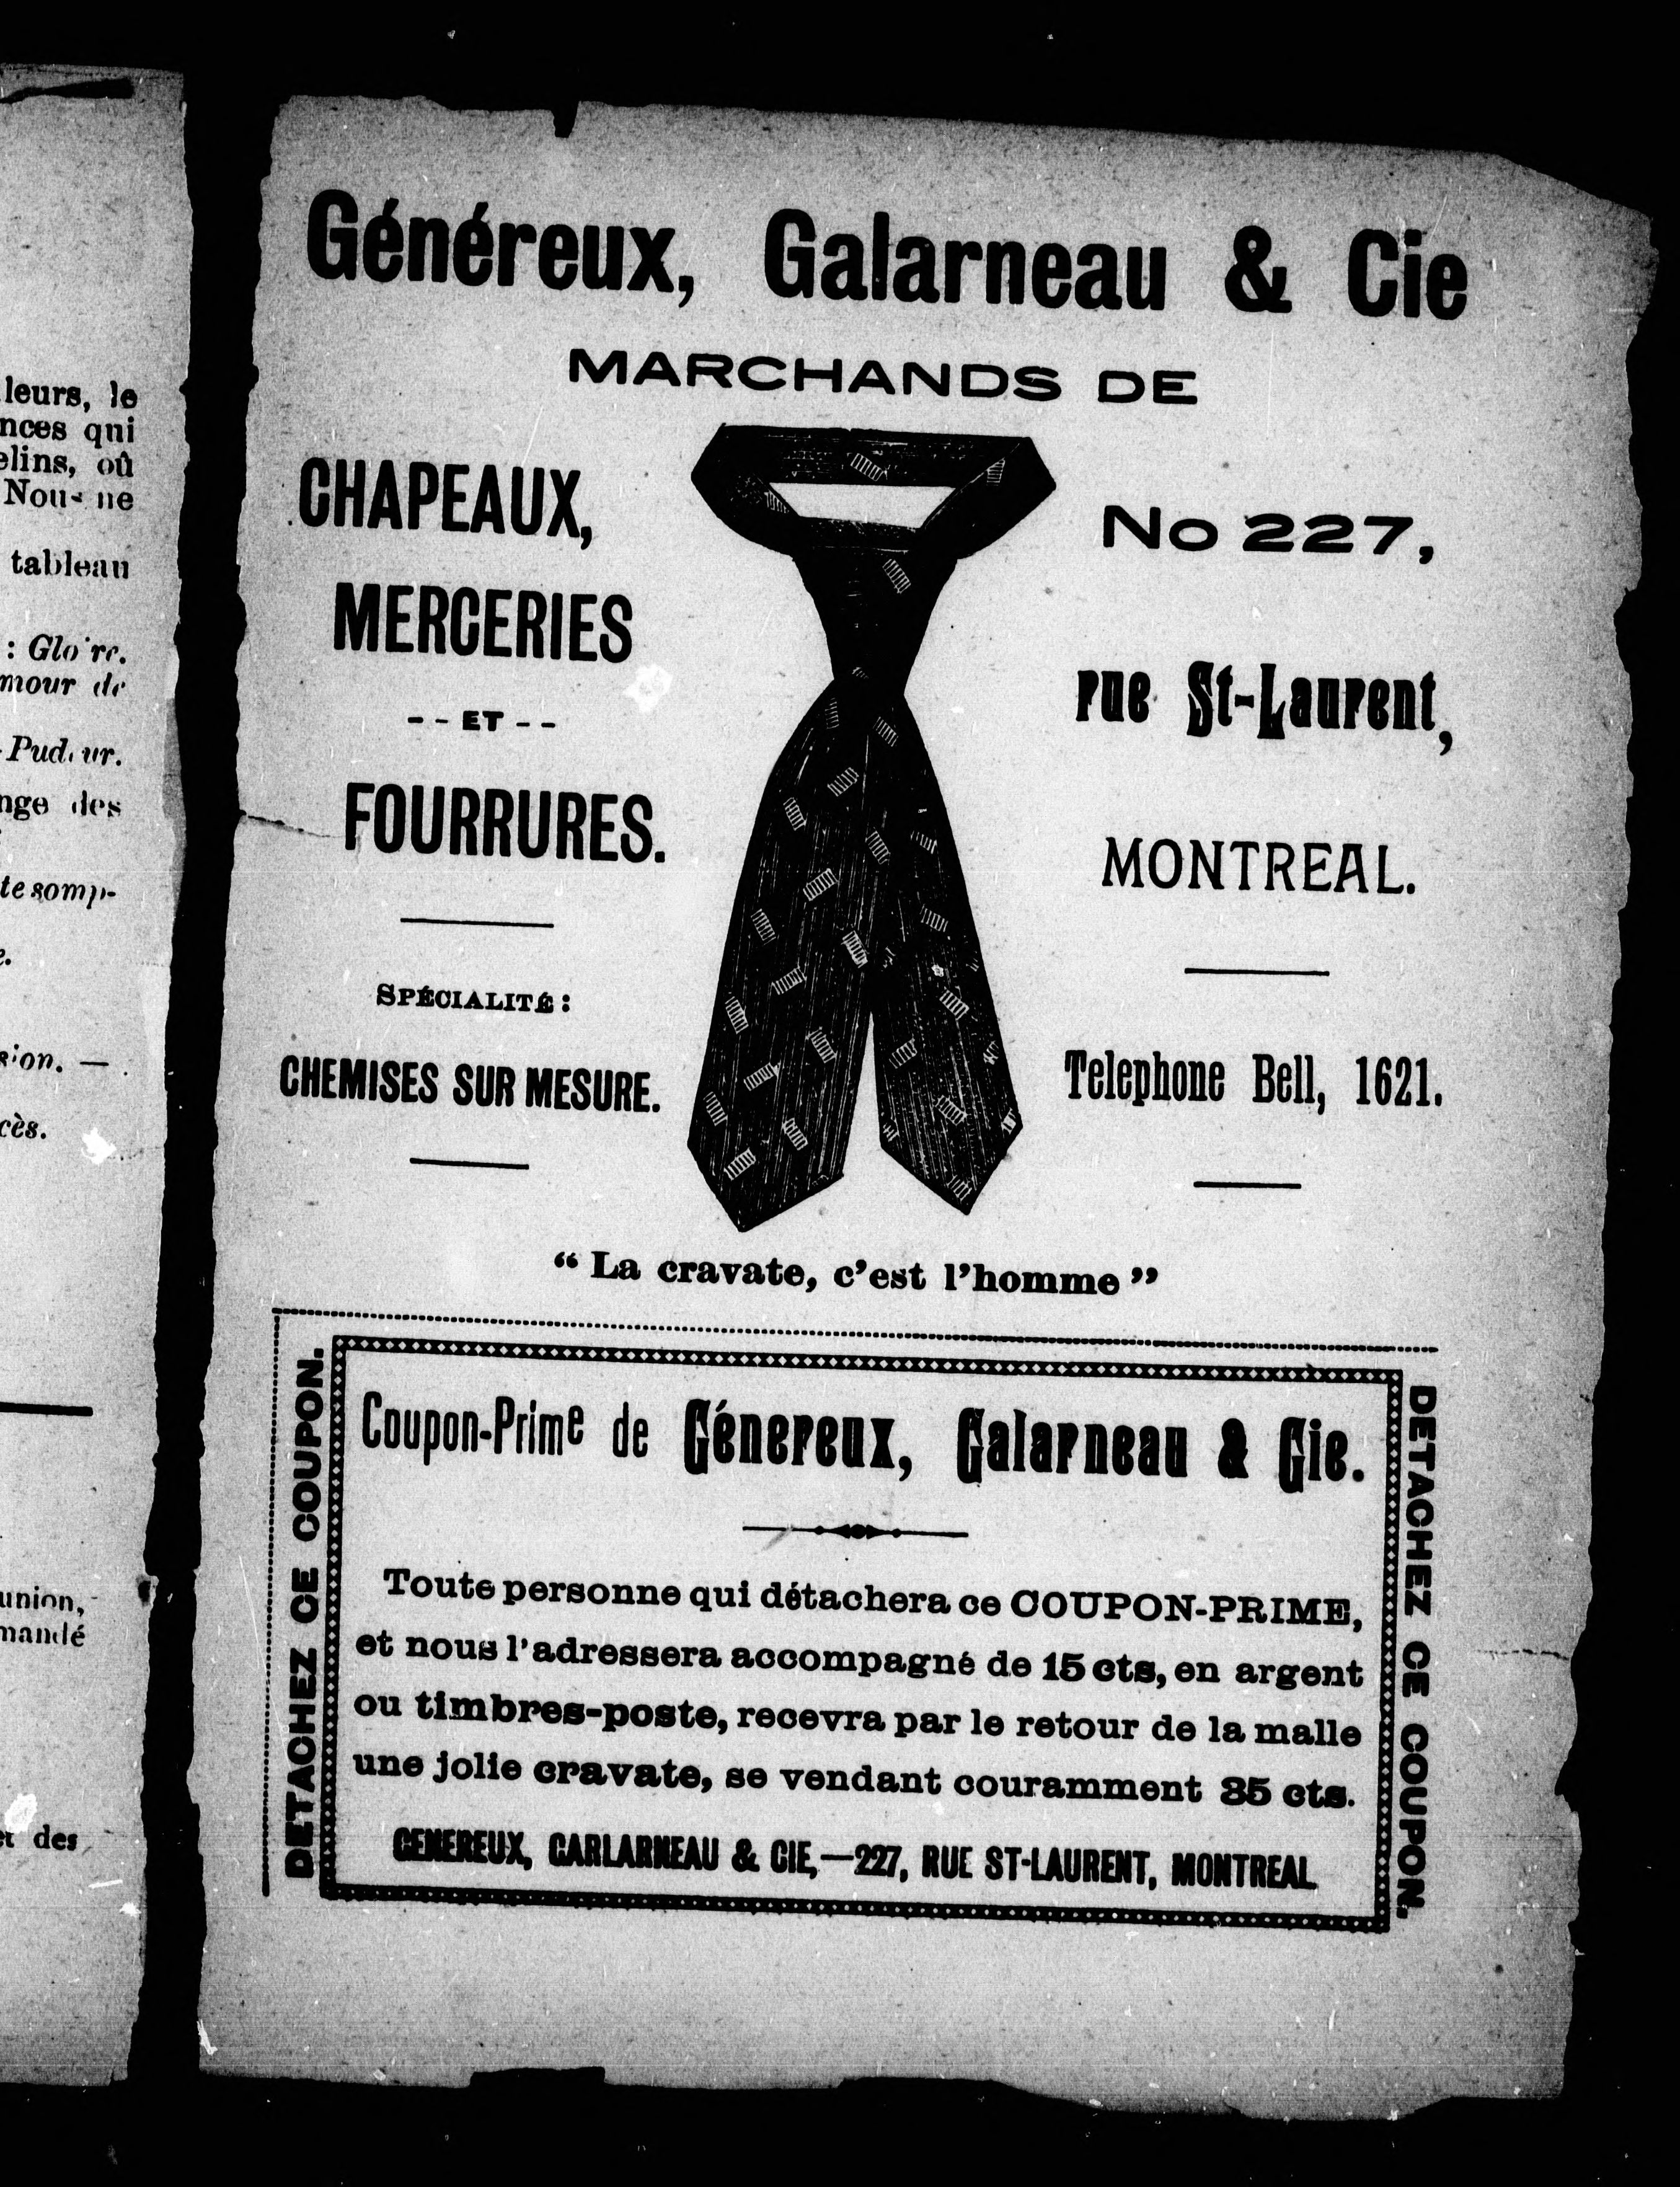 leurs, le
nces qui
elins, où
Nous ne
tableau
: Gloire.
mour de
Pudeur.
nge des
te somp-
e.
sion. —
cès.
union,
mandé
et des
Généreux, Galarneau & Cie
MARCHANDS DE
CHAPEAUX,
MERCERIES
-- ET --
FOURRURES.
SPÉCIALITÉ:
CHEMISES SUR MESURE.
No 227,
rue St-Laurent,
MONTREAL.
Telephone Bell, 1621.
“ La cravate, c’est l’homme ”
DETACHEZ CE COUPON.
Coupon-Prime de Génereux, Galarneau & Cie.
Toute personne qui détachera ce COUPON-PRIME,
et nous l'adressera accompagné de 15 cts, en argent
ou timbres-poste, recevra par le retour de la malle
une jolie cravate, se vendant couramment 35 cts.
GENEREUX, CARLARNEAU & CIE,—227, RUE ST-LAURENT, MONTREAL
DETACHEZ CE COUPON.